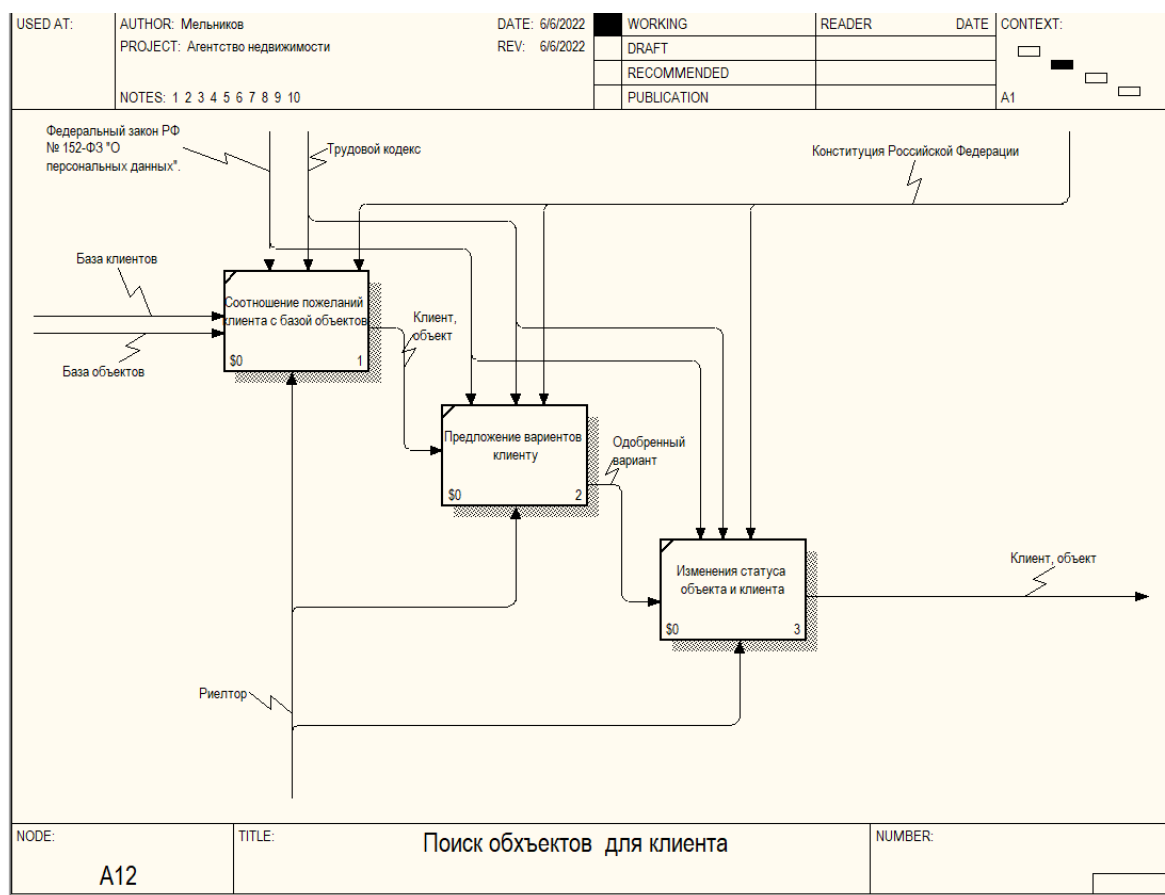 USED AT:
AUTHOR: Мельников
DATE: 6/6/2022
WORKING
READER
DATE
CONTEXT:
PROJECT: Агентство недвижимости
REV: 6/6/2022
DRAFT
RECOMMENDED
NOTES: 1 2 3 4 5 6 7 8 9 10
PUBLICATION
A1
Федеральный закон РФ
№ 152-ФЗ "О
персональных данных".
Трудовой кодекс
Конституция Российской Федерации
База клиентов
База объектов
Соотношение пожеланий
клиента с базой объектов
$0
1
Клиент,
объект
Предложение вариентов
клиенту
$0
2
Одобренный
вариант
Изменения статуса
объекта и клиента
$0
3
Клиент, объект
Риелтор
NODE:
A12
TITLE:
Поиск обхъектов для клиента
NUMBER: